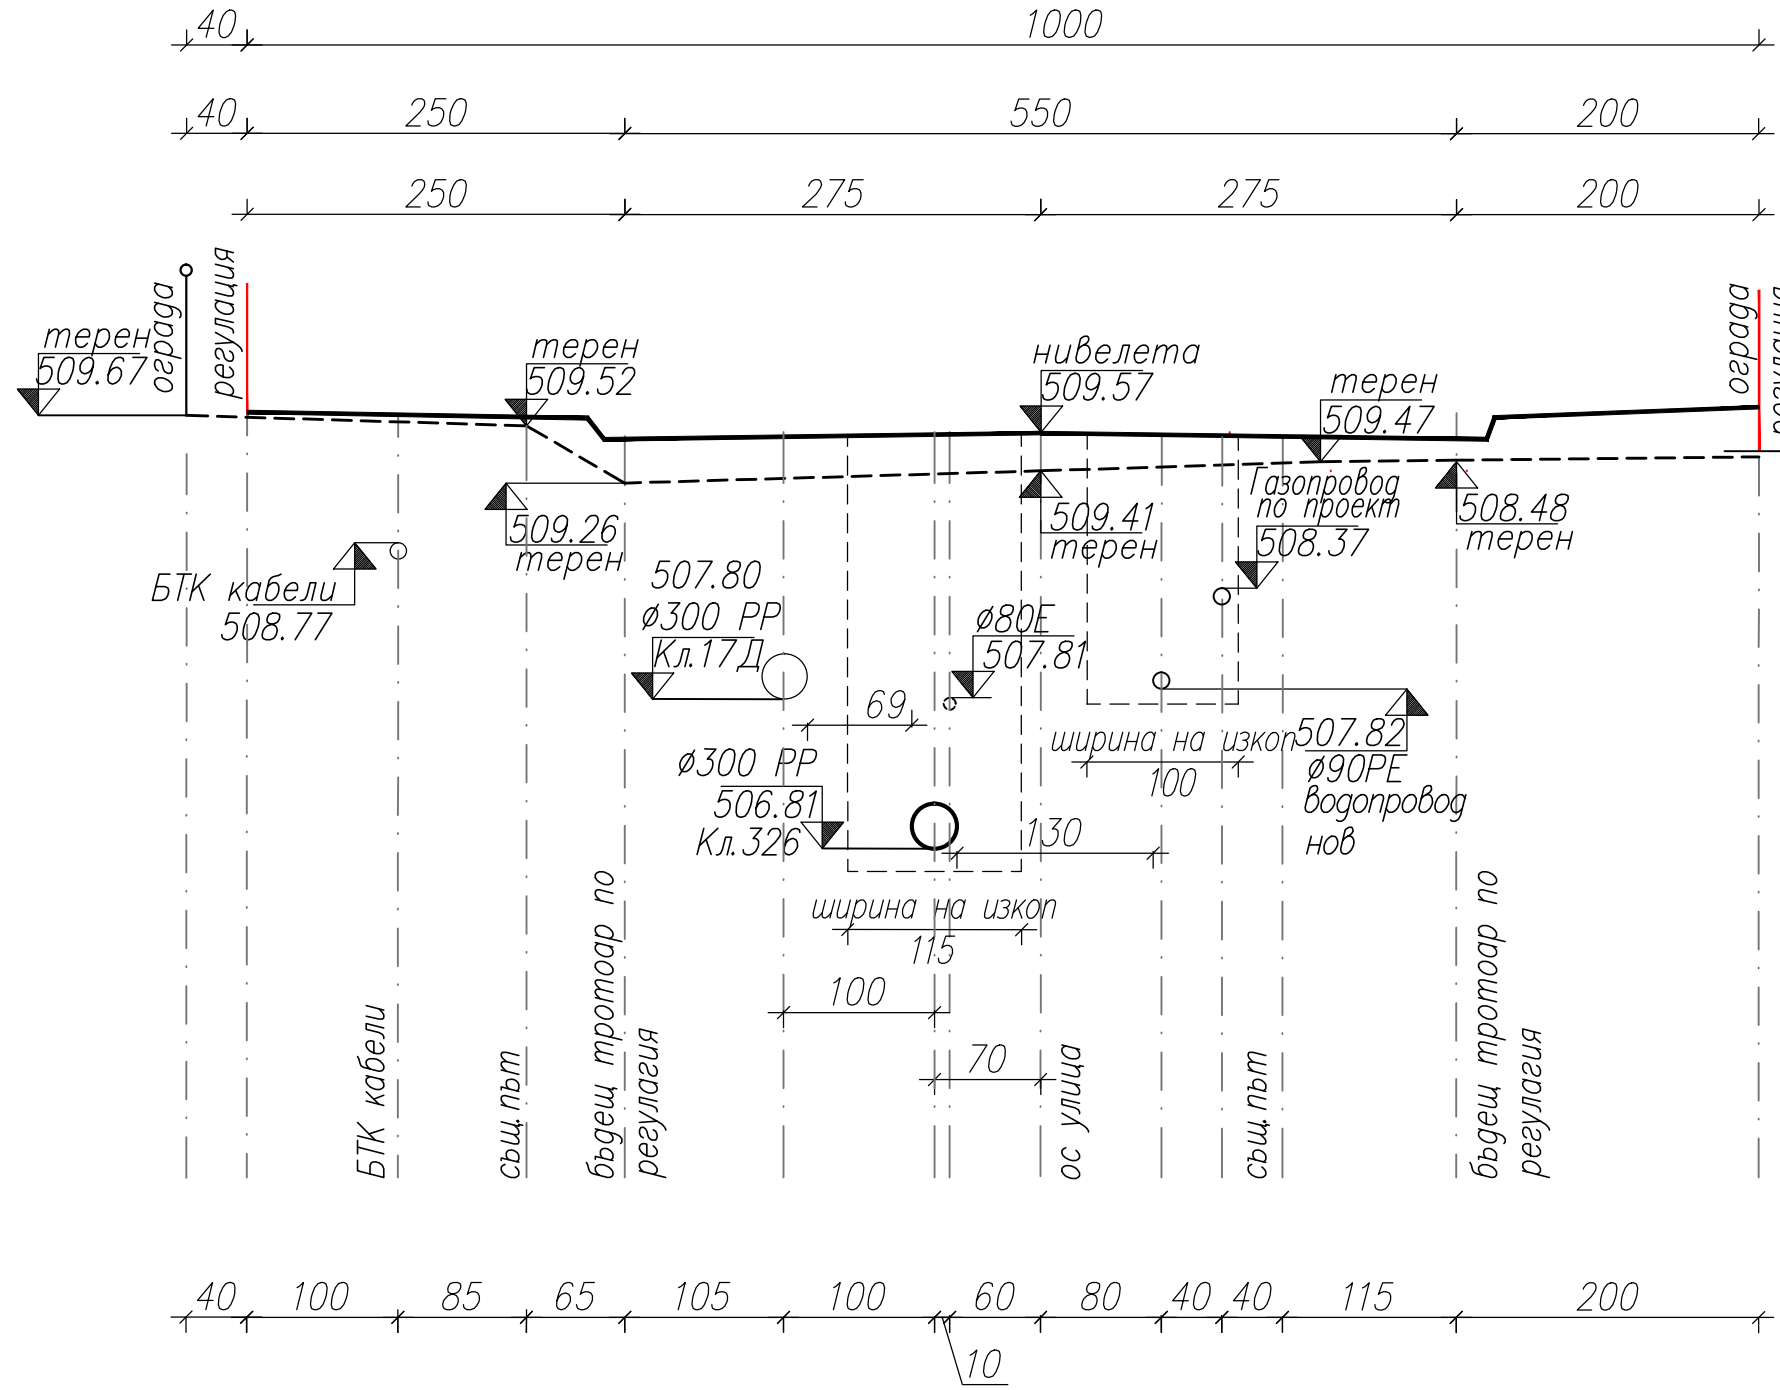 40
1000
40
250
550
200
250
275
275
200
ограда
регулация
терен
509.67
терен
509.52
нивелета
509.57
терен
509.47
ограда
509.26
терен
509.41
терен
Газопровод
по проект
508.37
508.48
терен
БТК кабели
508.77
507.80
ø300 PP
Кл.17Д
ø80Е
507.81
69
ширина на изкоп
100
507.82
ø90PE
водопровод
нов
ø300 PP
506.81
Кл.326
130
ширина на изкоп
115
100
70
БТК кабели
същ.път
бъдещ тротоар по
регулагия
ос улица
същ.път
бъдещ тротоар по
регулагия
40
100
85
65
105
100
60
80
40
40
115
200
10